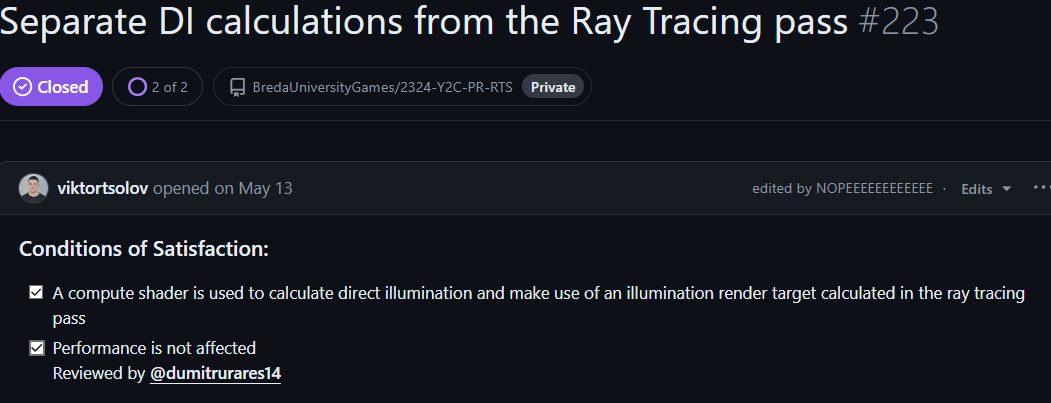 Separate DI calculations from the Ray Tracing pass #223
Closed 2 of 2 BredaUniversityGames/2324-Y2C-PR-RTS Private
viktortsolov opened on May 13 edited by NOPEEEEEEEEEEEE · Edits
Conditions of Satisfaction:
A compute shader is used to calculate direct illumination and make use of an illumination render target calculated in the ray tracing
pass
Performance is not affected
Reviewed by @dumitrurares14